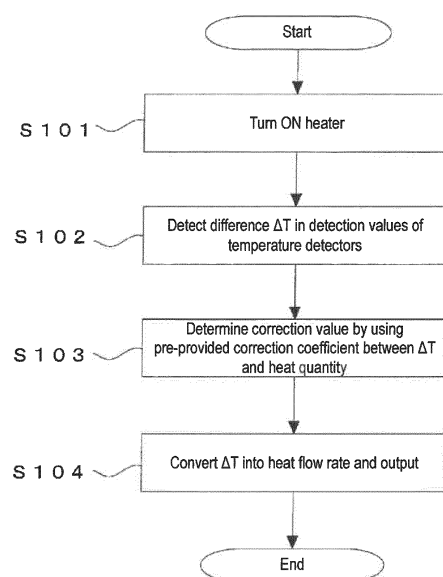 Start
S101
Turn ON heater
S102
Detect difference ΔT in detection values of
temperature detectors
S103
Determine correction value by using
pre-provided correction coefficient between ΔT
and heat quantity
S104
Convert ΔT into heat flow rate and output
End